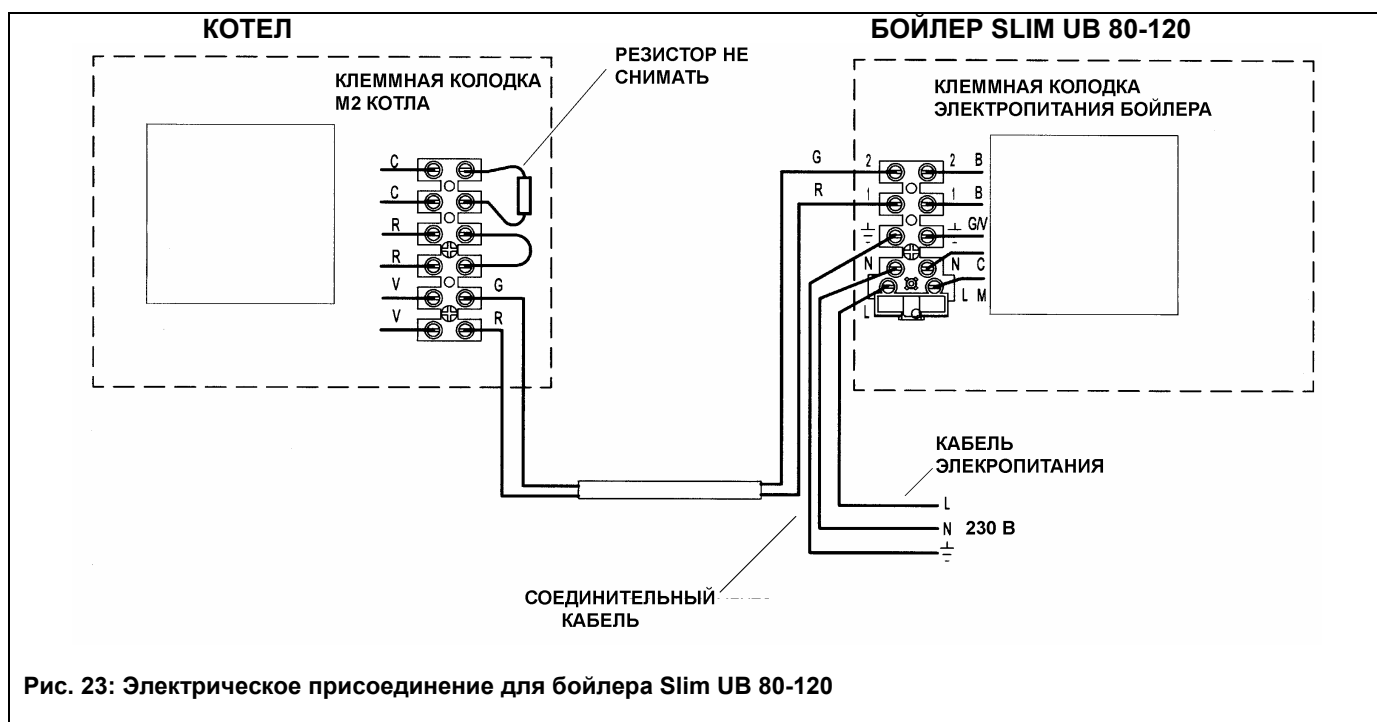 КОТЕЛ
БОЙЛЕР SLIM UB 80-120
РЕЗИСТОР НЕ
СНИМАТЬ
КЛЕММНАЯ КОЛОДКА
М2 КОТЛА
КЛЕММНАЯ КОЛОДКА
ЭЛЕКТРОПИТАНИЯ БОЙЛЕРА
C
C
R
R
V
V
G
R
G
R
2
1
N
L
2 B
1 B
G/V
N C
L M
КАБЕЛЬ
ЭЛЕКРОПИТАНИЯ
L
N 230 В
СОЕДИНИТЕЛЬНЫЙ
КАБЕЛЬ
Рис. 23: Электрическое присоединение для бойлера Slim UB 80-120